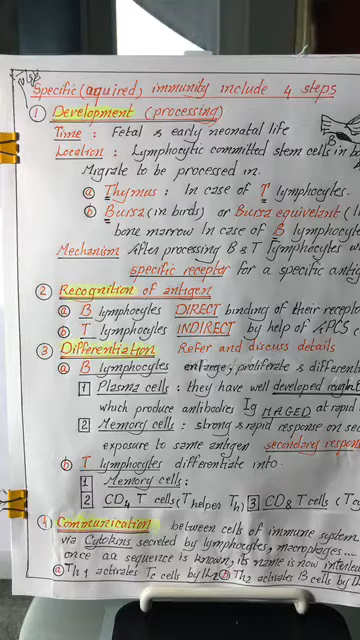 Specific (aquired) immunity include 4 steps
① Development (processing)
Time : Fetal & early neonatal life
Location : Lymphocytic committed stem cells in
Migrate to be processed in.
ⓐ Thymus : In case of T lymphocytes.
ⓑ Bursa (in birds) or Bursa equivalent
bone marrow In case of B lymphocyt
Mechanism After processing B & T lymphocytes
specific receptor for a specific antig
② Recognition of antigen
ⓐ B lymphocytes DIRECT binding of their recepto
ⓑ T lymphocytes INDIRECT by help of APCS
③ Differentiation Refer and discuss details
ⓐ B lymphocytes enlarge, proliferate & different
1 Plasma cells : they have well developed
which produce antibodies Ig MAGED at rapid
2 Memory cells : strong & rapid response on
exposure to same antigen secondary respon
ⓑ T lymphocytes differentiate into.
1 Memory cells :
2 CD4 T cells (T helper Th) 3 CD8 T cells (Tc
④ Communication between cells of immune system
via Cytokins secreted by lymphocytes, macrophages....
once aa sequence is known, its name is now
ⓐ Th1 activates Tc cells by IL2 ⓑ Th2 activates B cells by
B